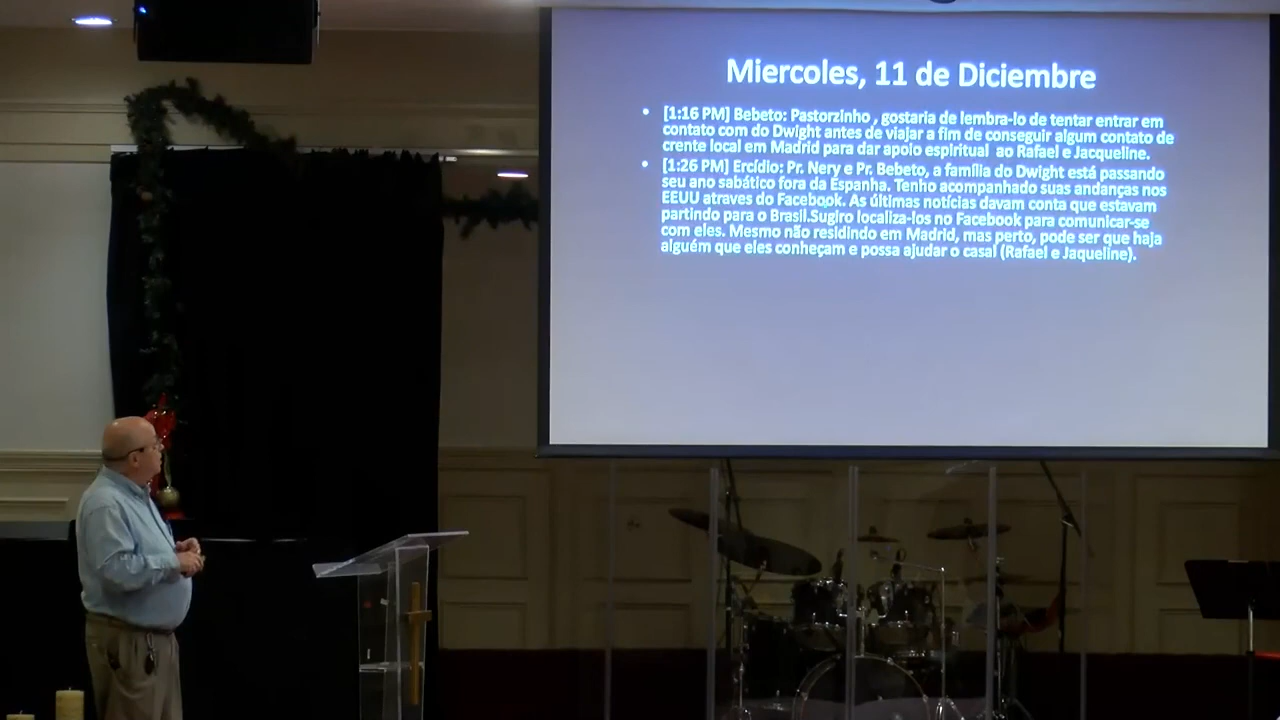 Miercoles, 11 de Diciembre
• [1:16 PM] Bebeto: Pastorzinho , gostaria de lembra-lo de tentar entrar em
contato com do Dwight antes de viajar a fim de conseguir algum contato de
crente local em Madrid para dar apoio espiritual ao Rafael e Jacqueline.
• [1:26 PM] Ercídio: Pr. Nery e Pr. Bebeto, a família do Dwight está passando
seu ano sabático fora da Espanha. Tenho acompanhado suas andanças nos
EEUU atraves do Facebook. As últimas notícias davam conta que estavam
partindo para o Brasil.Sugiro localiza-los no Facebook para comunicar-se
com eles. Mesmo não residindo em Madrid, mas perto, pode ser que haja
alguém que eles conheçam e possa ajudar o casal (Rafael e Jaqueline).